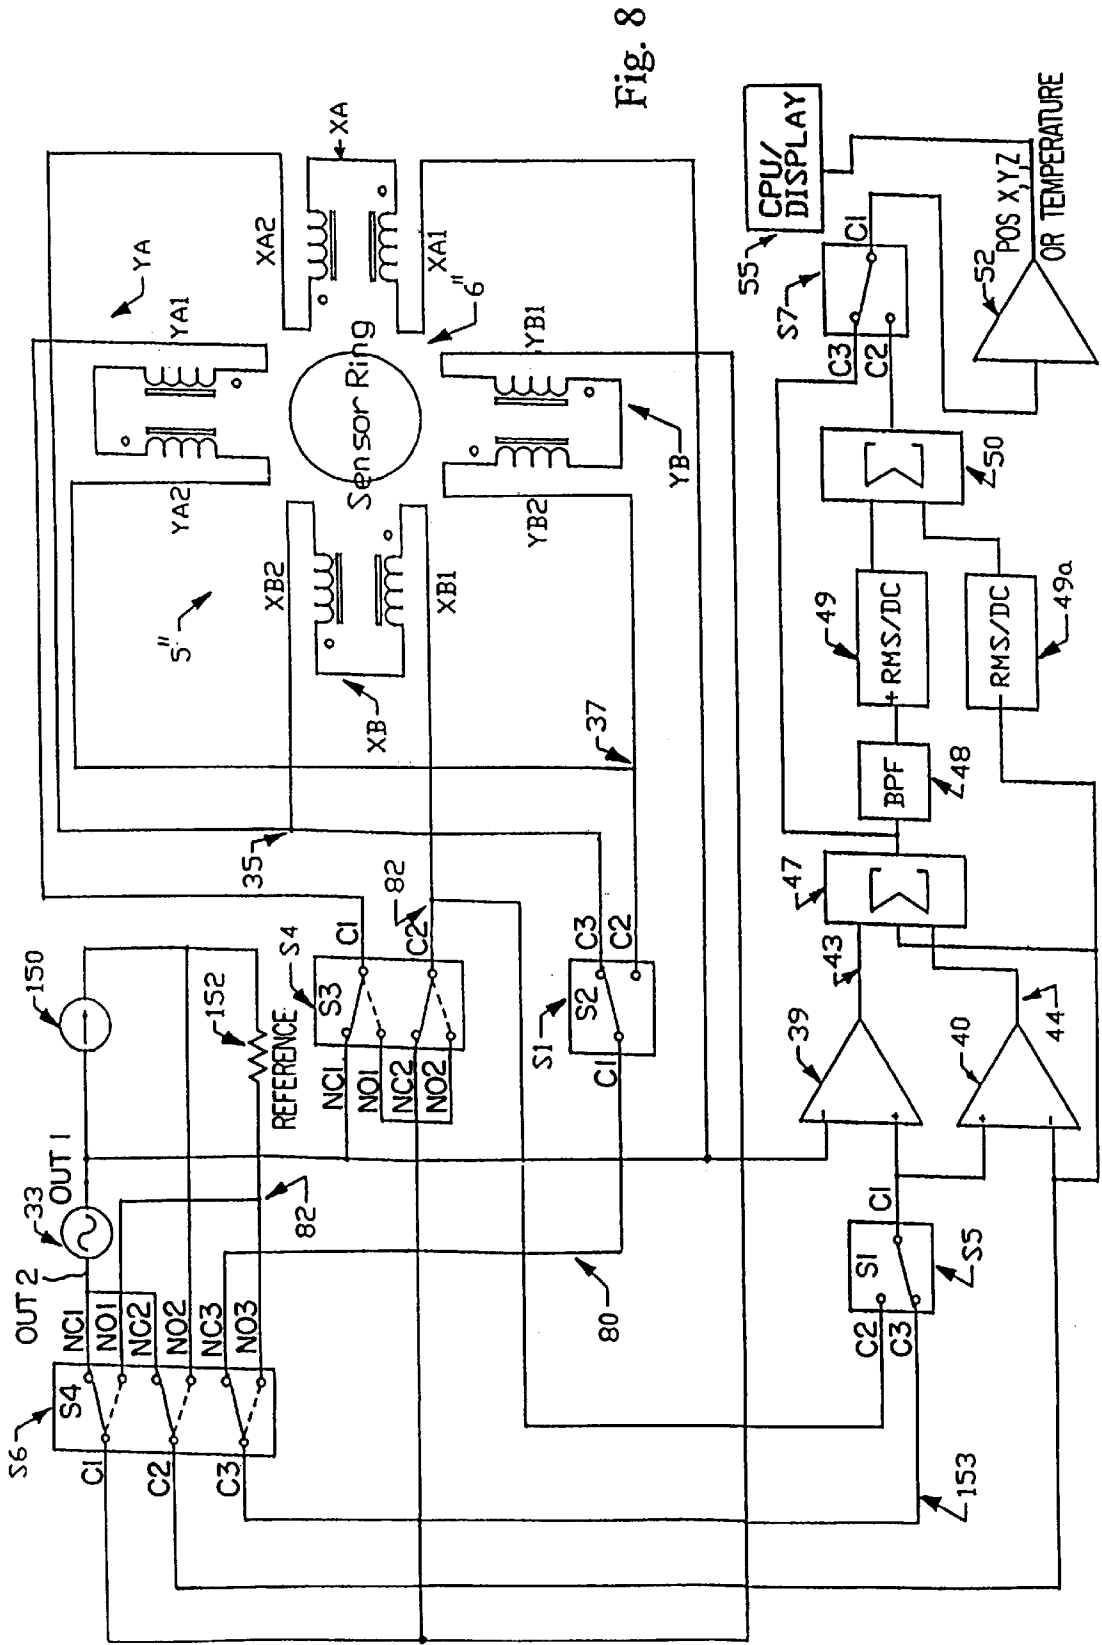 Fig. 8
S6
OUT 2
33
OUT 1
150
S4
NC1
NO1
NC2
NO2
NC3
NO3
C1
C2
C3
82
152
REFERENCE
80
153
S4
S3
NC1
NO1
NC2
NO2
C1
C2
82
35
S1
S2
C1
C3
C2
37
YA
YA1
YA2
XA
XA2
XA1
6"
5"
Sensor Ring
XB2
XB1
XB
YB1
YB2
YB
S1
C2
C3
C1
S5
39
-
+
40
+
-
43
44
47
Σ
BPF
48
+RMS/DC
49
-RMS/DC
49a
Σ
50
S7
C3
C2
C1
55
CPU/
DISPLAY
52
POS X,Y,Z
OR TEMPERATURE